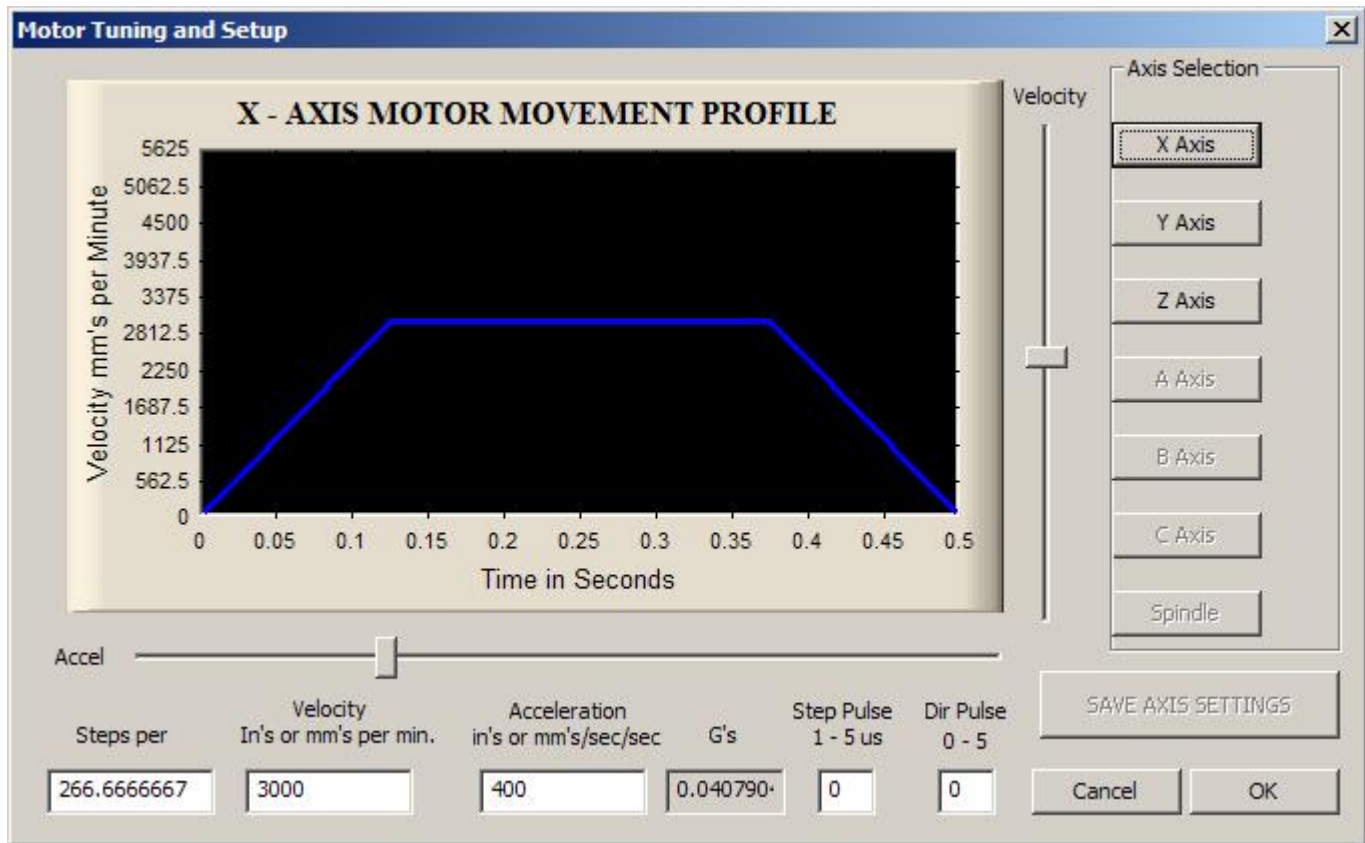 Motor Tuning and Setup
X - AXIS MOTOR MOVEMENT PROFILE
Velocity mm's per Minute
5625
5062.5
4500
3937.5
3375
2812.5
2250
1687.5
1125
562.5
0
0 0.05 0.1 0.15 0.2 0.25 0.3 0.35 0.4 0.45 0.5
Time in Seconds
Velocity
Axis Selection
X Axis
Y Axis
Z Axis
A Axis
B Axis
C Axis
Spindle
Accel
Steps per
266.6666667
Velocity
In's or mm's per min.
3000
Acceleration
in's or mm's/sec/sec
400
G's
0.040790
Step Pulse
1 - 5 us
0
Dir Pulse
0 - 5
0
SAVE AXIS SETTINGS
Cancel
OK